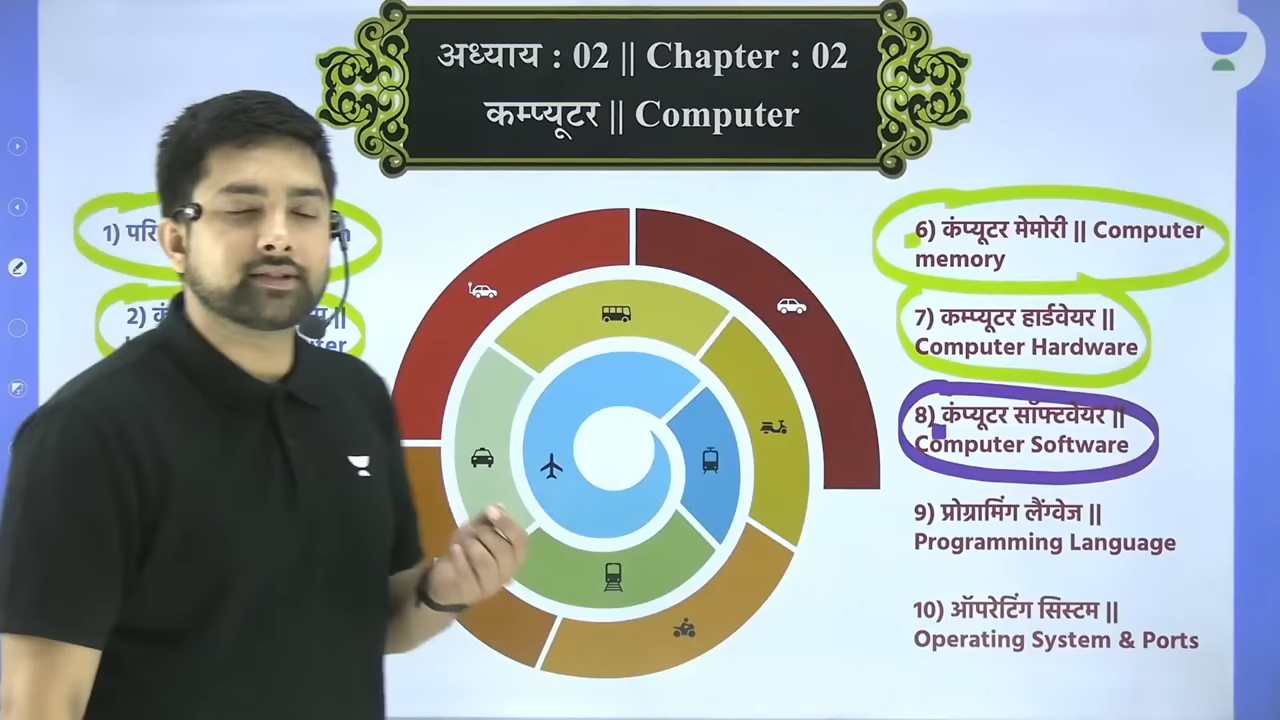 अध्याय : 02 || Chapter : 02
कम्प्यूटर || Computer
1) परि
2) कं
||
6) कंप्यूटर मेमोरी || Computer
memory
7) कम्प्यूटर हार्डवेयर ||
Computer Hardware
8) कंप्यूटर सॉफ्टवेयर ||
Computer Software
9) प्रोग्रामिंग लैंग्वेज ||
Programming Language
10) ऑपरेटिंग सिस्टम ||
Operating System & Ports